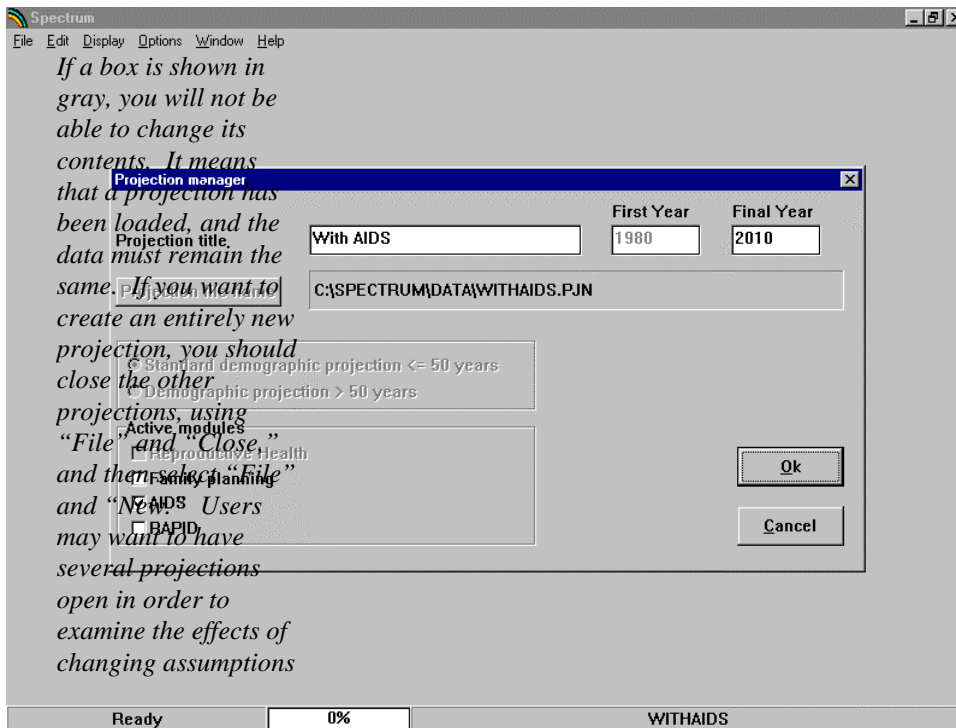 Spectrum
File Edit Display Options Window Help
If a box is shown in
gray, you will not be
able to change its
contents. It means
that a projection has
been loaded, and the
data must remain the
same. If you want to
create an entirely new
projection, you should
close the other
projections, using
“File” and “Close,”
and then select “File”
and “New.” Users
may want to have
several projections
open in order to
examine the effects of
changing assumptions
Projection manager
First Year Final Year
Projection title With AIDS 1980 2010
Projection file name C:\SPECTRUM\DATA\WITHAIDS.PJN
Standard demographic projection <= 50 years
Demographic projection > 50 years
Active modules
Reproductive Health
Family planning
AIDS
RAPID
Ok
Cancel
Ready 0% WITHAIDS